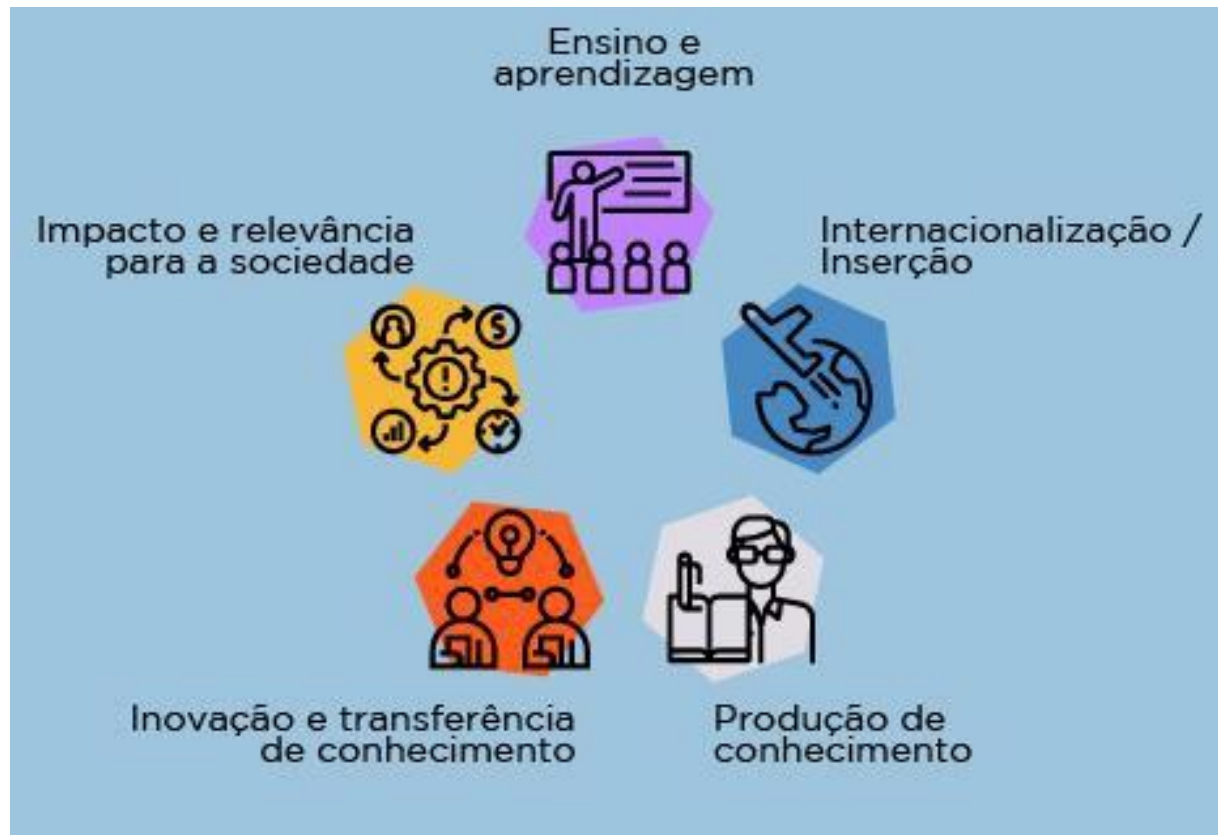 Ensino e
aprendizagem
Impacto e relevância
para a sociedade
Internacionalização /
Inserção
Inovação e transferência
de conhecimento
Produção de
conhecimento